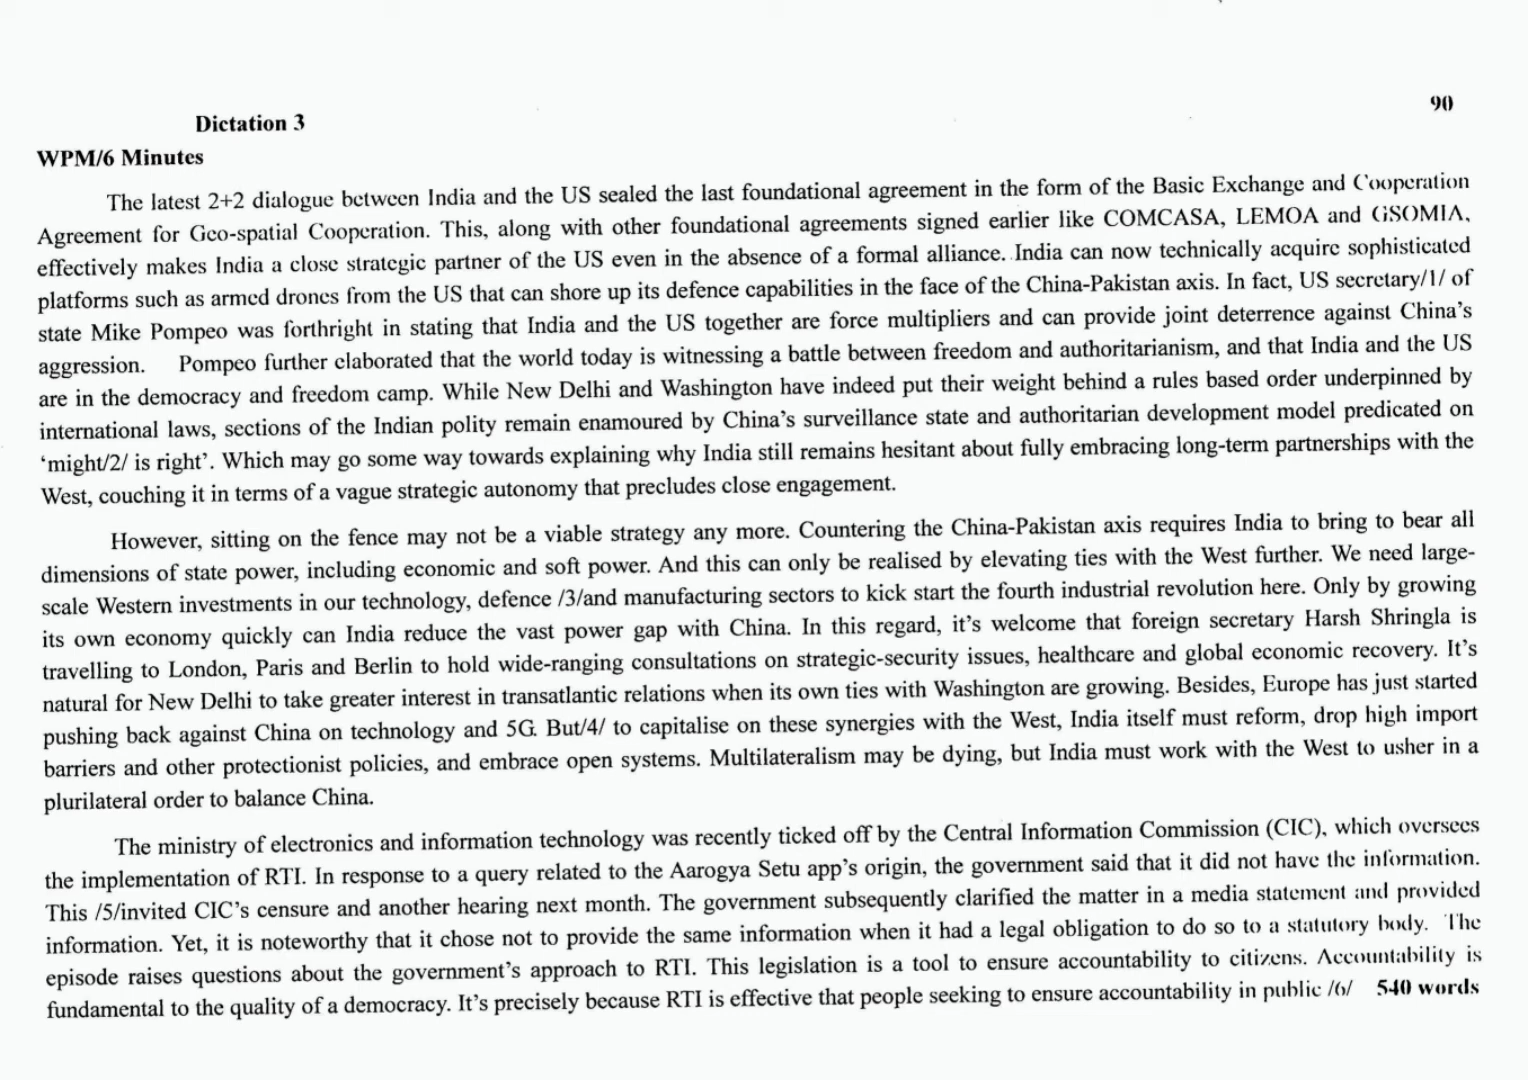 90
Dictation 3
WPM/6 Minutes
The latest 2+2 dialogue between India and the US sealed the last foundational agreement in the form of the Basic Exchange and Cooperation
Agreement for Geo-spatial Cooperation. This, along with other foundational agreements signed earlier like COMCASA, LEMOA and GSOMIA,
effectively makes India a close strategic partner of the US even in the absence of a formal alliance. India can now technically acquire sophisticated
platforms such as armed drones from the US that can shore up its defence capabilities in the face of the China-Pakistan axis. In fact, US secretary/1/ of
state Mike Pompeo was forthright in stating that India and the US together are force multipliers and can provide joint deterrence against China's
aggression. Pompeo further elaborated that the world today is witnessing a battle between freedom and authoritarianism, and that India and the US
are in the democracy and freedom camp. While New Delhi and Washington have indeed put their weight behind a rules based order underpinned by
international laws, sections of the Indian polity remain enamoured by China's surveillance state and authoritarian development model predicated on
'might/2/ is right'. Which may go some way towards explaining why India still remains hesitant about fully embracing long-term partnerships with the
West, couching it in terms of a vague strategic autonomy that precludes close engagement.
However, sitting on the fence may not be a viable strategy any more. Countering the China-Pakistan axis requires India to bring to bear all
dimensions of state power, including economic and soft power. And this can only be realised by elevating ties with the West further. We need large-
scale Western investments in our technology, defence /3/and manufacturing sectors to kick start the fourth industrial revolution here. Only by growing
its own economy quickly can India reduce the vast power gap with China. In this regard, it's welcome that foreign secretary Harsh Shringla is
travelling to London, Paris and Berlin to hold wide-ranging consultations on strategic-security issues, healthcare and global economic recovery. It's
natural for New Delhi to take greater interest in transatlantic relations when its own ties with Washington are growing. Besides, Europe has just started
pushing back against China on technology and 5G. But/4/ to capitalise on these synergies with the West, India itself must reform, drop high import
barriers and other protectionist policies, and embrace open systems. Multilateralism may be dying, but India must work with the West to usher in a
plurilateral order to balance China.
The ministry of electronics and information technology was recently ticked off by the Central Information Commission (CIC), which oversees
the implementation of RTI. In response to a query related to the Aarogya Setu app's origin, the government said that it did not have the information.
This /5/invited CIC's censure and another hearing next month. The government subsequently clarified the matter in a media statement and provided
information. Yet, it is noteworthy that it chose not to provide the same information when it had a legal obligation to do so to a statutory body. The
episode raises questions about the government's approach to RTI. This legislation is a tool to ensure accountability to citizens. Accountability is
fundamental to the quality of a democracy. It's precisely because RTI is effective that people seeking to ensure accountability in public /6/ 540 words